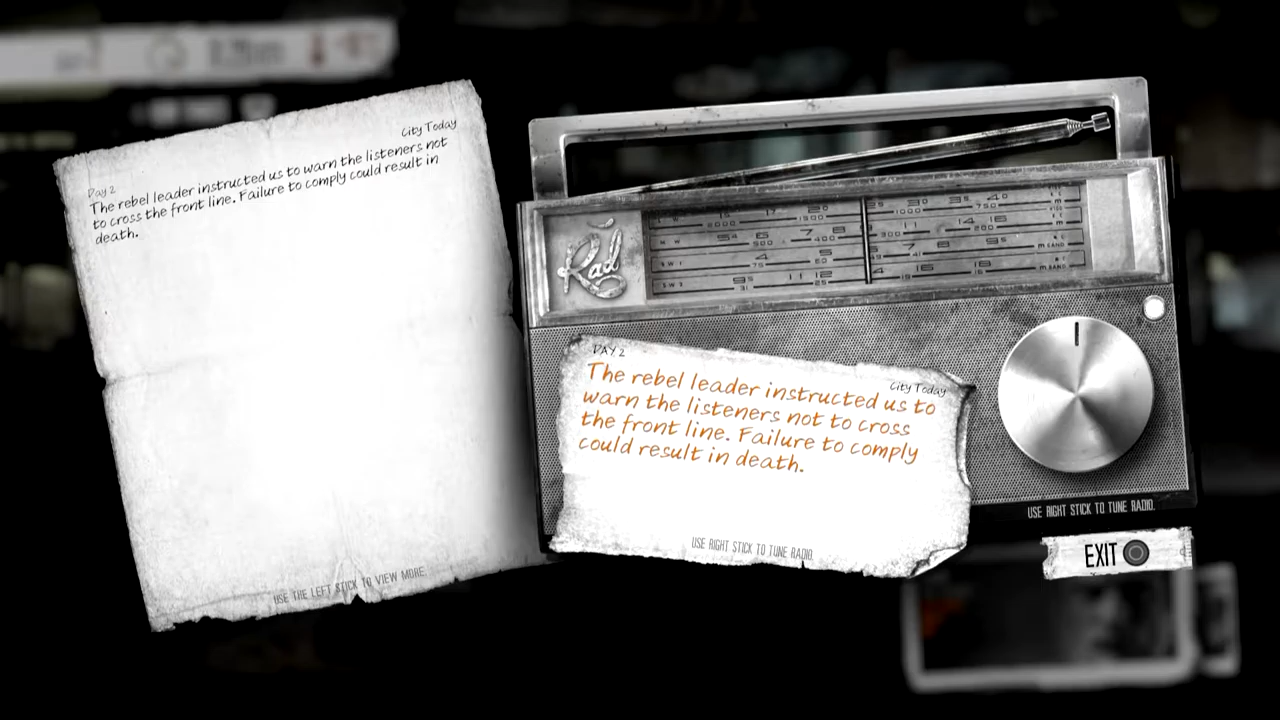 City Today
Day 2
The rebel leader instructed us to warn the listeners not
to cross the front line. Failure to comply could result in
death.
USE THE LEFT STICK TO VIEW MORE
Rad
DAY 2
City Today
The rebel leader instructed us to
warn the listeners not to cross
the front line. Failure to comply
could result in death.
USE RIGHT STICK TO TUNE RADIO.
USE RIGHT STICK TO TUNE RADIO.
EXIT